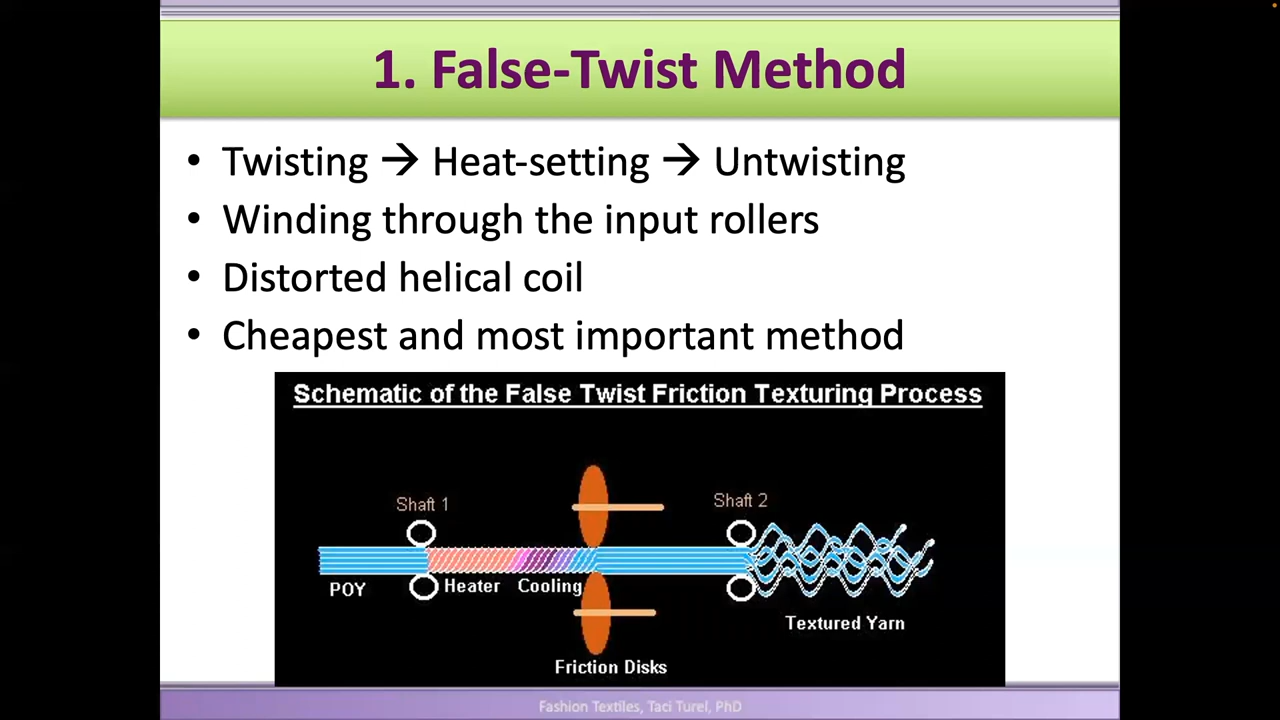 1. False-Twist Method
• Twisting → Heat-setting → Untwisting
• Winding through the input rollers
• Distorted helical coil
• Cheapest and most important method
Schematic of the False Twist Friction Texturing Process
Shaft 1
Shaft 2
POY
Heater
Cooling
Textured Yarn
Friction Disks
Fashion Textiles, Taci Turel, PhD